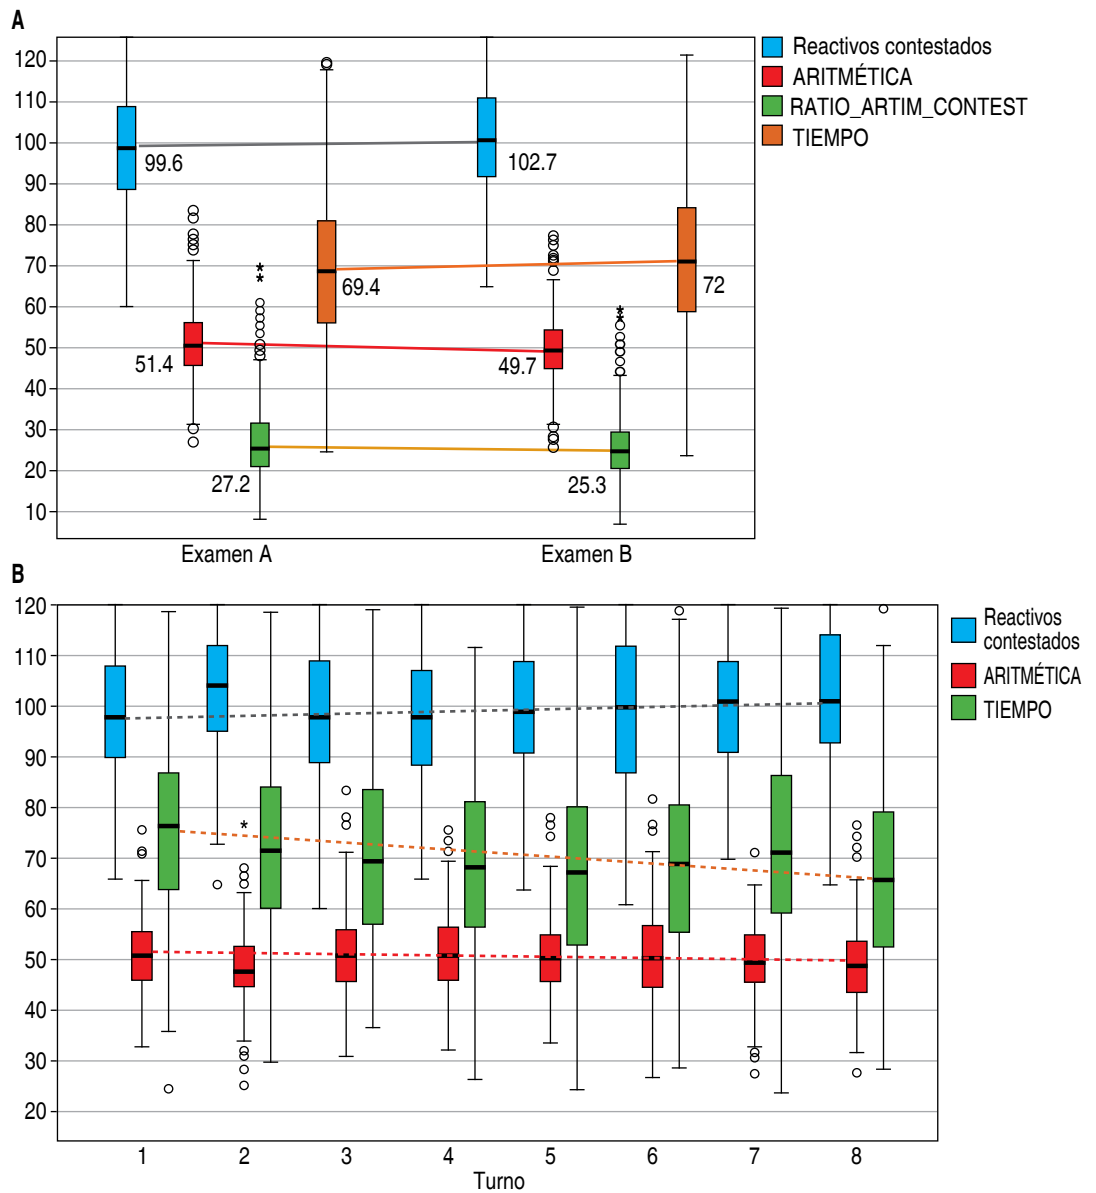 A
120
110
100
90
80
70
60
50
40
30
20
10
99.6
102.7
69.4
72
51.4
49.7
27.2
25.3
Examen A
Examen B
Reactivos contestados
ARITMÉTICA
RATIO_ARTIM_CONTEST
TIEMPO
B
120
110
100
90
80
70
60
50
40
30
20
1 2 3 4 5 6 7 8
Turno
Reactivos
contestados
ARITMÉTICA
TIEMPO